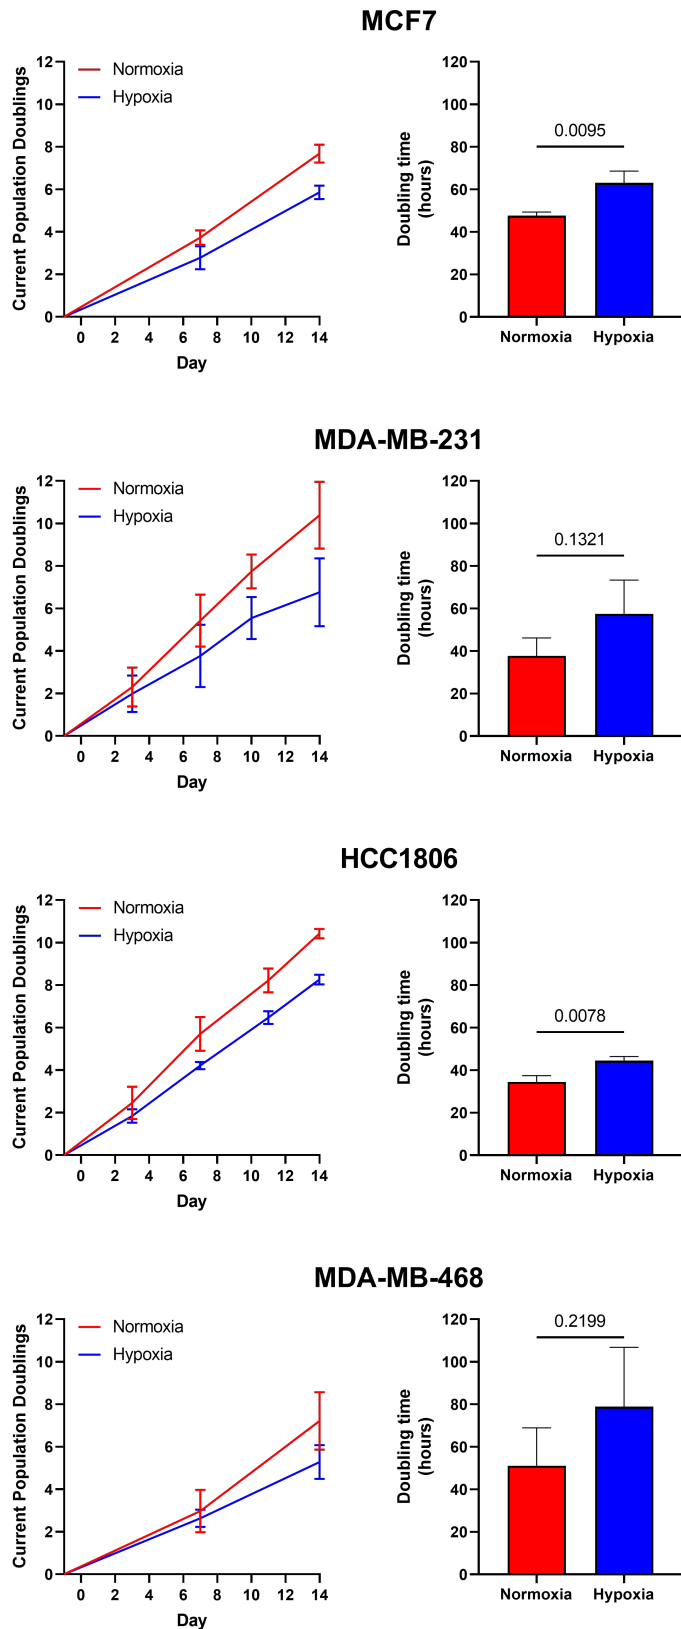 MCF7
Normoxia
Hypoxia
Current Population Doublings
12
10
8
6
4
2
0
0 2 4 6 8 10 12 14
Day
Doubling time
(hours)
120
100
80
60
40
20
0
0.0095
Normoxia Hypoxia
MDA-MB-231
Normoxia
Hypoxia
Current Population Doublings
12
10
8
6
4
2
0
0 2 4 6 8 10 12 14
Day
Doubling time
(hours)
120
100
80
60
40
20
0
0.1321
Normoxia Hypoxia
HCC1806
Normoxia
Hypoxia
Current Population Doublings
12
10
8
6
4
2
0
0 2 4 6 8 10 12 14
Day
Doubling time
(hours)
120
100
80
60
40
20
0
0.0078
Normoxia Hypoxia
MDA-MB-468
Normoxia
Hypoxia
Current Population Doublings
12
10
8
6
4
2
0
0 2 4 6 8 10 12 14
Day
Doubling time
(hours)
120
100
80
60
40
20
0
0.2199
Normoxia Hypoxia